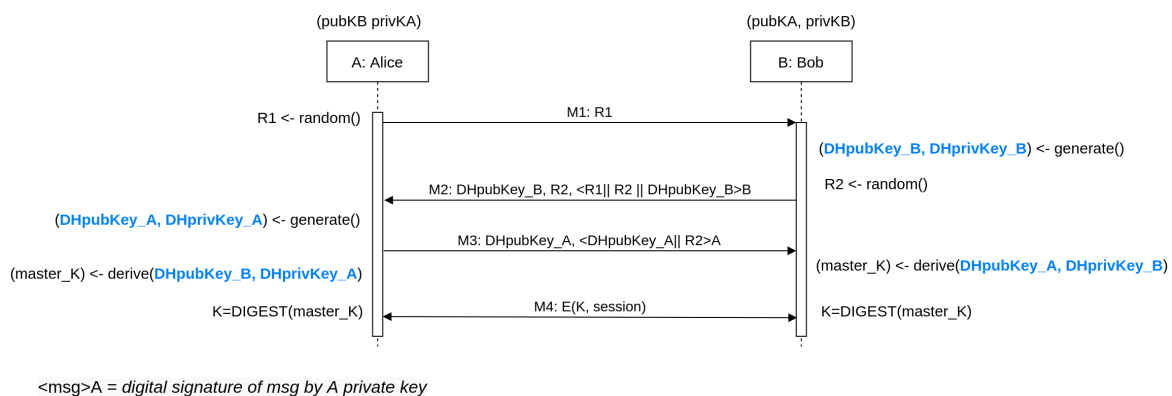 (pubKB privKA)
(pubKA, privKB)
A: Alice
B: Bob
R1 <- random()
M1: R1
(DHpubKey_B, DHprivKey_B) <- generate()
R2 <- random()
M2: DHpubKey_B, R2, <R1|| R2 || DHpubKey_B>B
(DHpubKey_A, DHprivKey_A) <- generate()
M3: DHpubKey_A, <DHpubKey_A|| R2>A
(master_K) <- derive(DHpubKey_B, DHprivKey_A)
(master_K) <- derive(DHpubKey_A, DHprivKey_B)
K=DIGEST(master_K)
M4: E(K, session)
K=DIGEST(master_K)
<msg>A = digital signature of msg by A private key